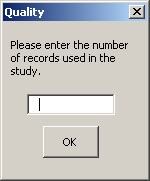 Quality
Please enter the number
of records used in the
study.
OK